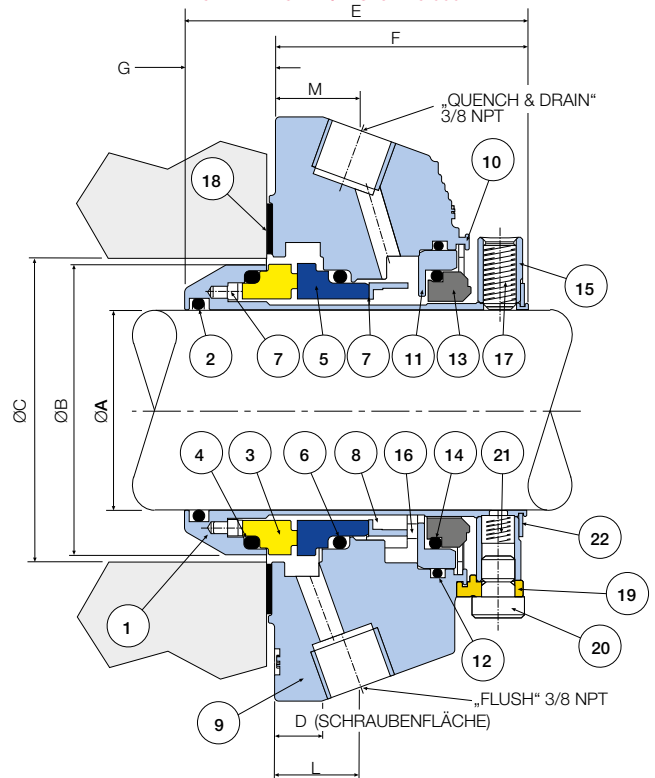 E
F
G
M
„QUENCH & DRAIN“
3/8 NPT
10
18
15
2
7
5
7
11
13
17
ØC
ØB
ØA
4
3
6
8
16
14
21
22
1
19
12
20
9
„FLUSH“ 3/8 NPT
D (SCHRAUBENFLÄCHE)
L